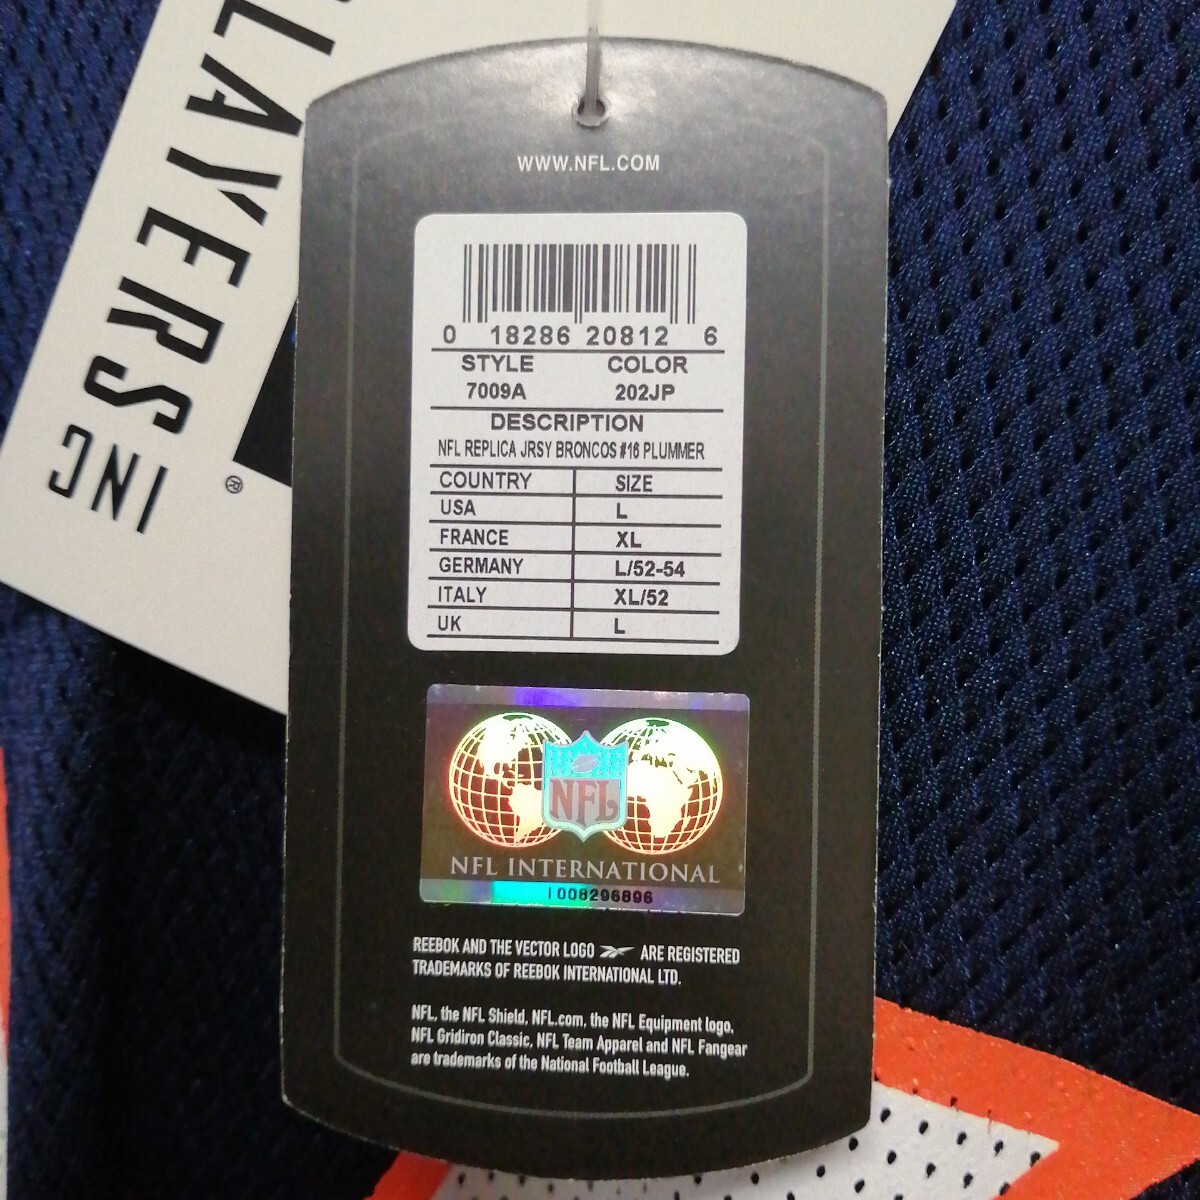 PLAYERS
INC
®
WWW.NFL.COM
0 18286 20812 6
STYLE COLOR
7009A 202JP
DESCRIPTION
NFL REPLICA JRSY BRONCOS #16 PLUMMER
COUNTRY SIZE
USA L
FRANCE XL
GERMANY L/52-54
ITALY XL/52
UK L
NFL
NFL INTERNATIONAL
I 008296896
REEBOK AND THE VECTOR LOGO ARE REGISTERED
TRADEMARKS OF REEBOK INTERNATIONAL LTD.
NFL, the NFL Shield, NFL.com, the NFL Equipment logo,
NFL Gridiron Classic, NFL Team Apparel and NFL Fangear
are trademarks of the National Football League.